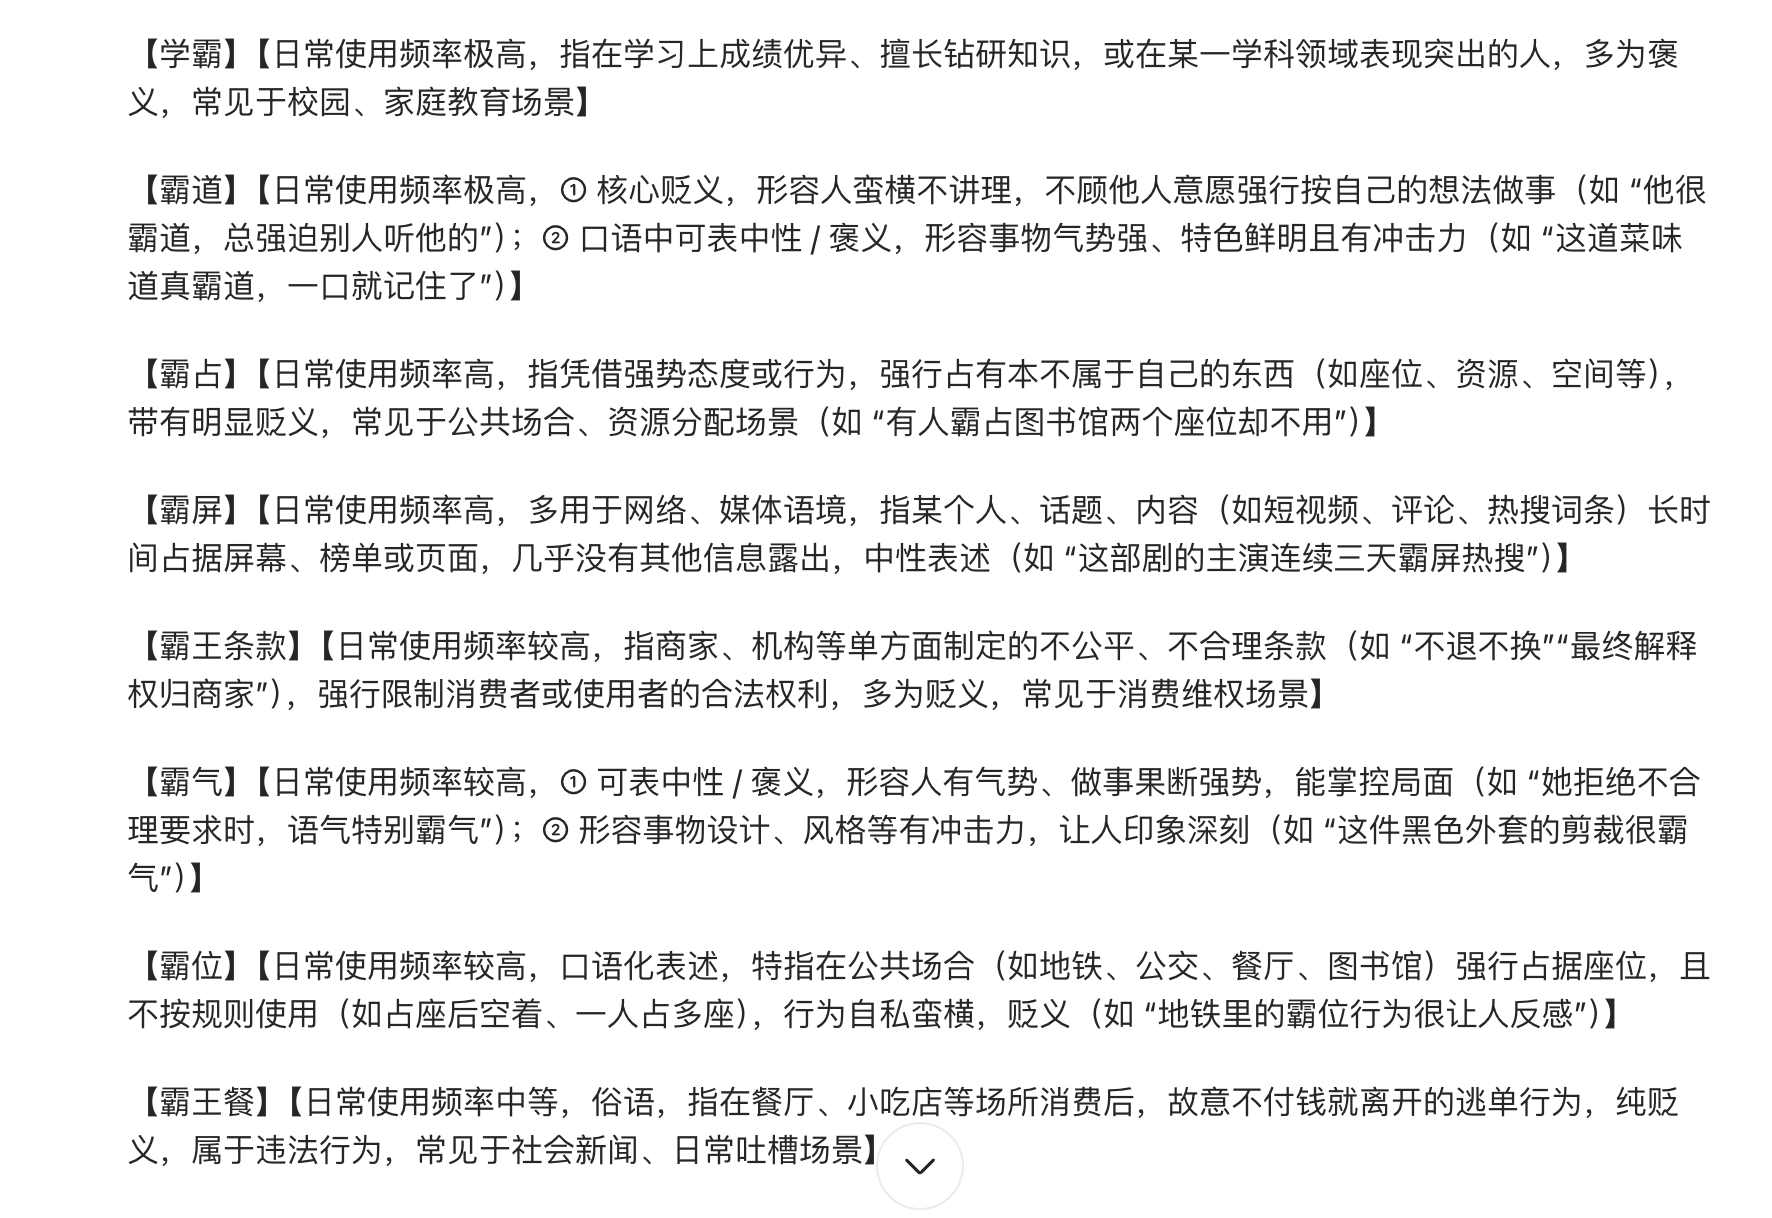 【学霸】【日常使用频率极高，指在学习上成绩优异、擅长钻研知识，或在某一学科领域表现突出的人，多为褒
义，常见于校园、家庭教育场景】
【霸道】【日常使用频率极高，① 核心贬义，形容人蛮横不讲理，不顾他人意愿强行按自己的想法做事（如 “他很
霸道，总强迫别人听他的”）；② 口语中可表中性 / 褒义，形容事物气势强、特色鲜明且有冲击力（如 “这道菜味
道真霸道，一口就记住了”）】
【霸占】【日常使用频率高，指凭借强势态度或行为，强行占有本不属于自己的东西（如座位、资源、空间等），
带有明显贬义，常见于公共场合、资源分配场景（如 “有人霸占图书馆两个座位却不用”）】
【霸屏】【日常使用频率高，多用于网络、媒体语境，指某个人、话题、内容（如短视频、评论、热搜词条）长时
间占据屏幕、榜单或页面，几乎没有其他信息露出，中性表述（如 “这部剧的主演连续三天霸屏热搜”）】
【霸王条款】【日常使用频率较高，指商家、机构等单方面制定的不公平、不合理条款（如 “不退不换”“最终解释
权归商家”），强行限制消费者或使用者的合法权利，多为贬义，常见于消费维权场景】
【霸气】【日常使用频率较高，① 可表中性 / 褒义，形容人有气势、做事果断强势，能掌控局面（如 “她拒绝不合
理要求时，语气特别霸气”）；② 形容事物设计、风格等有冲击力，让人印象深刻（如 “这件黑色外套的剪裁很霸
气”）】
【霸位】【日常使用频率较高，口语化表述，特指在公共场合（如地铁、公交、餐厅、图书馆）强行占据座位，且
不按规则使用（如占座后空着、一人占多座），行为自私蛮横，贬义（如 “地铁里的霸位行为很让人反感”）】
【霸王餐】【日常使用频率中等，俗语，指在餐厅、小吃店等场所消费后，故意不付钱就离开的逃单行为，纯贬
义，属于违法行为，常见于社会新闻、日常吐槽场景】